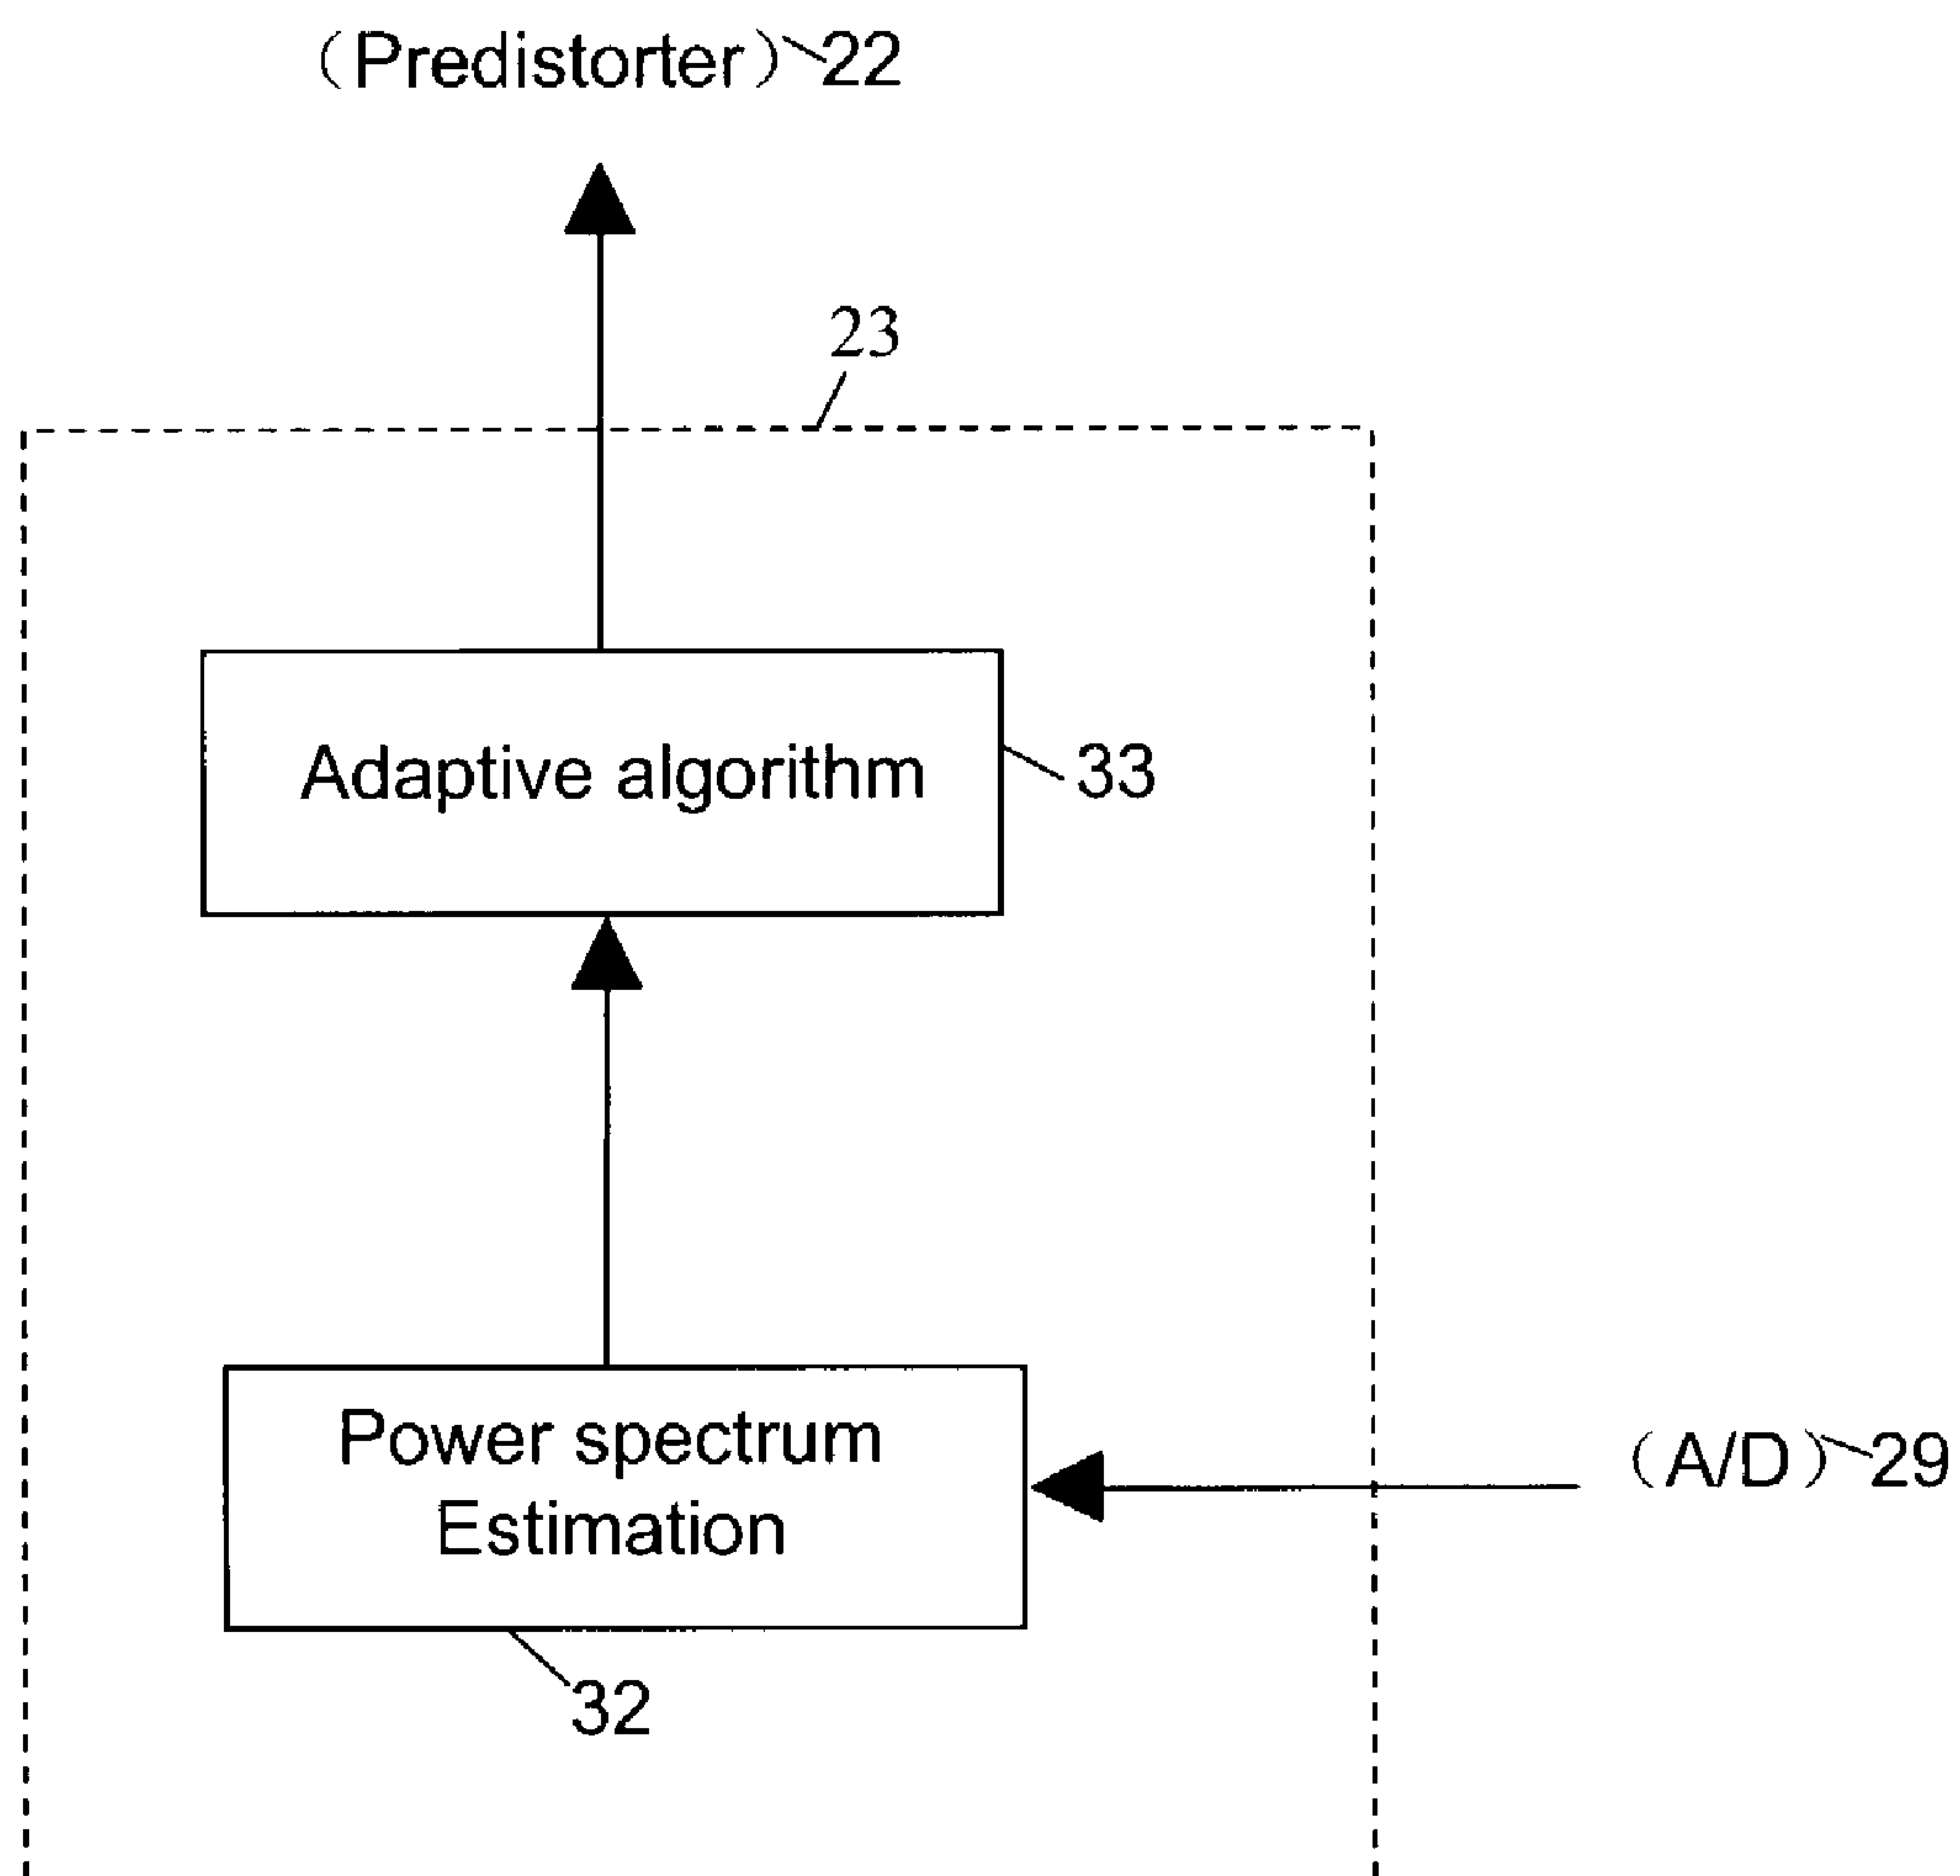 （Predistorter）22
23
Adaptive algorithm
33
Power spectrum
Estimation
（A/D）29
32